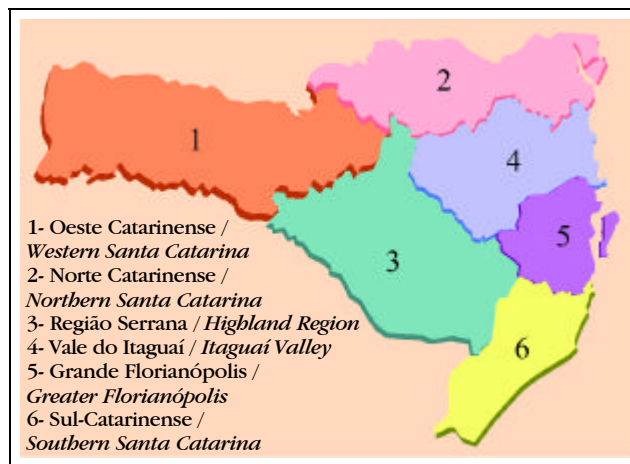 1
2
3
4
5
6
1- Oeste Catarinense /
Western Santa Catarina
2- Norte Catarinense /
Northern Santa Catarina
3- Região Serrana / Highland Region
4- Vale do Itaguaí / Itaguaí Valley
5- Grande Florianópolis /
Greater Florianópolis
6- Sul-Catarinense /
Southern Santa Catarina